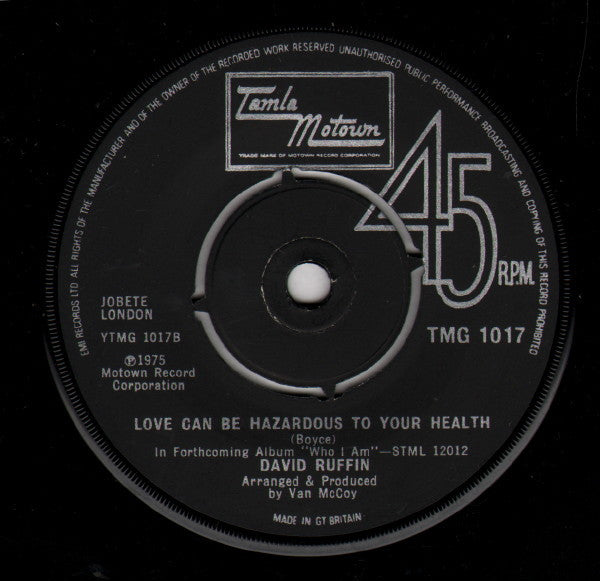 EMI RECORDS LTD ALL RIGHTS OF THE MANUFACTURER AND OF THE OWNER OF THE RECORDED WORK RESERVED UNAUTHORISED PUBLIC PERFORMANCE BROADCASTING AND COPYING OF THIS RECORD PROHIBITED
Tamla
Motown
TRADE MARK OF MOTOWN RECORD CORPORATION
45
R.P.M.
JOBETE
LONDON
YTMG 1017B
TMG 1017
℗1975
Motown Record
Corporation
LOVE CAN BE HAZARDOUS TO YOUR HEALTH
(Boyce)
In Forthcoming Album "Who I Am"—STML 12012
DAVID RUFFIN
Arranged & Produced
by Van McCoy
MADE IN GT BRITAIN